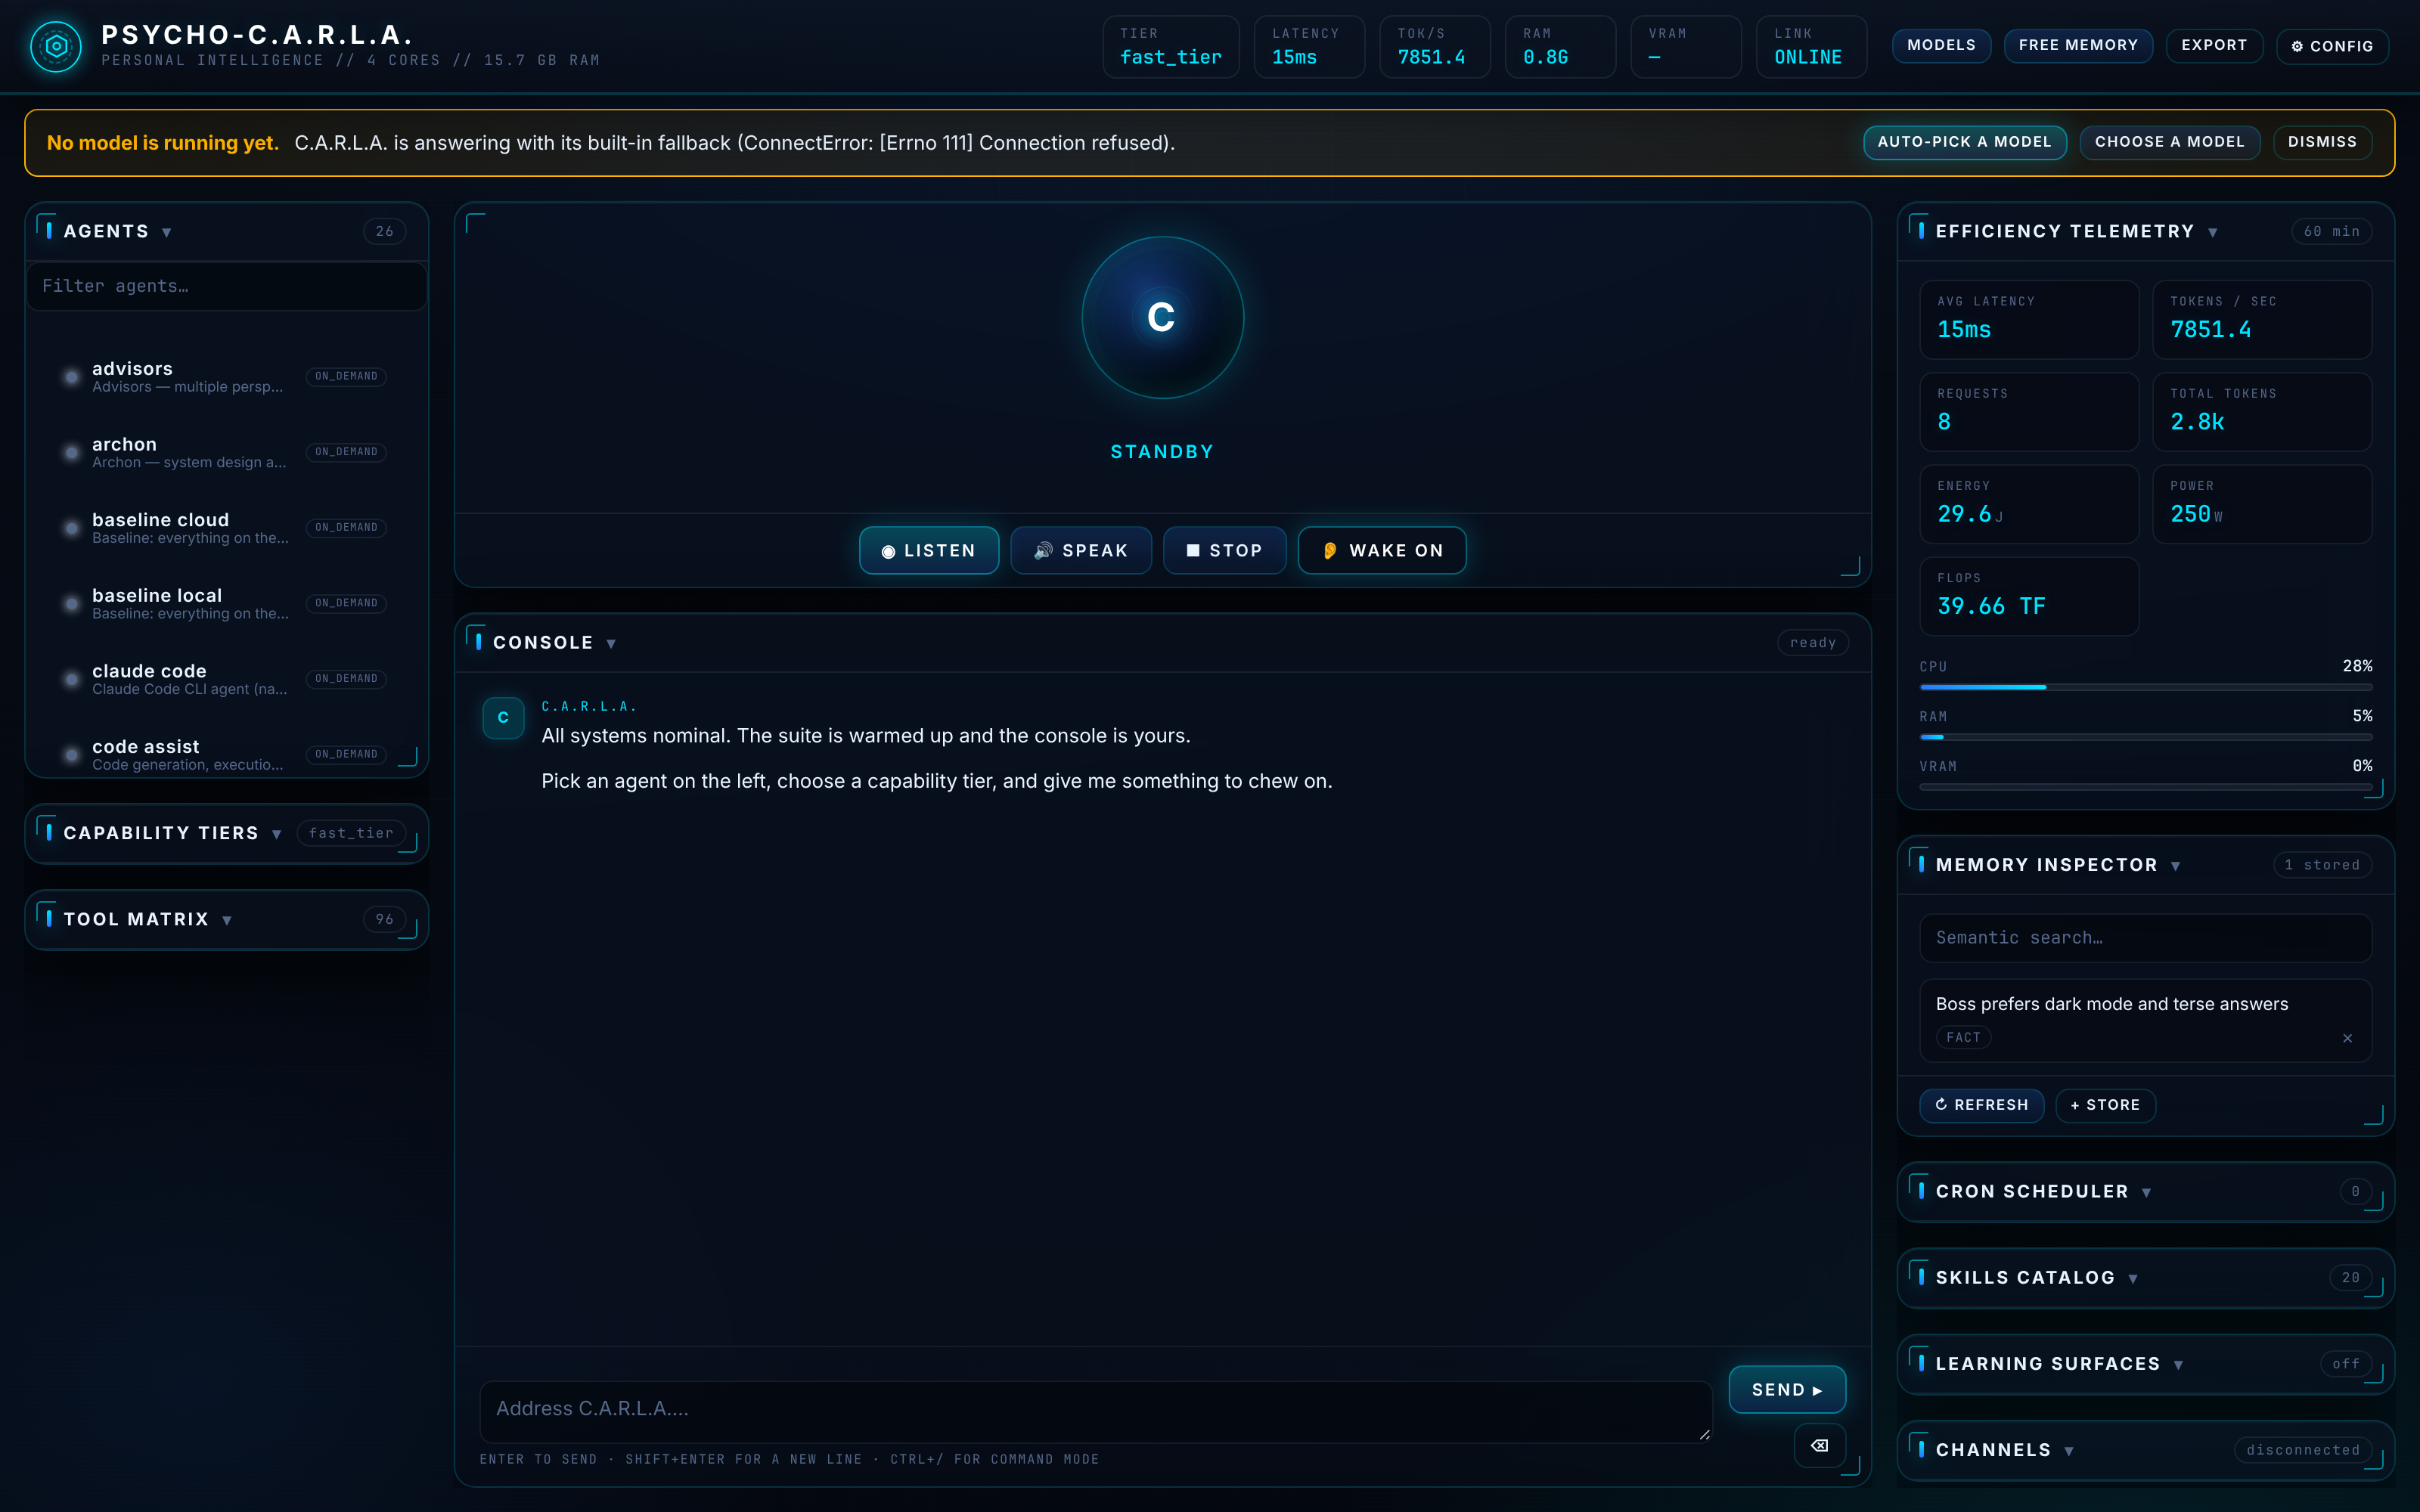 PSYCHO-C.A.R.L.A.
PERSONAL INTELLIGENCE // 4 CORES // 15.7 GB RAM
TIER
fast_tier
LATENCY
15ms
TOK/S
7851.4
RAM
0.8G
VRAM
—
LINK
ONLINE
MODELS
FREE MEMORY
EXPORT
⚙ CONFIG
No model is running yet. C.A.R.L.A. is answering with its built-in fallback (ConnectError: [Errno 111] Connection refused).
AUTO-PICK A MODEL
CHOOSE A MODEL
DISMISS
AGENTS ▼
26
Filter agents…
advisors
Advisors — multiple persp...
ON_DEMAND
archon
Archon — system design a...
ON_DEMAND
baseline cloud
Baseline: everything on the...
ON_DEMAND
baseline local
Baseline: everything on the...
ON_DEMAND
claude code
Claude Code CLI agent (na...
ON_DEMAND
code assist
Code generation, executio...
ON_DEMAND
CAPABILITY TIERS ▼
fast_tier
TOOL MATRIX ▼
96
C
STANDBY
◉ LISTEN
🔊 SPEAK
■ STOP
👂 WAKE ON
CONSOLE ▼
ready
C
C.A.R.L.A.
All systems nominal. The suite is warmed up and the console is yours.
Pick an agent on the left, choose a capability tier, and give me something to chew on.
Address C.A.R.L.A....
SEND ▸
⌫
ENTER TO SEND · SHIFT+ENTER FOR A NEW LINE · CTRL+/ FOR COMMAND MODE
EFFICIENCY TELEMETRY ▼
60 min
AVG LATENCY
15ms
TOKENS / SEC
7851.4
REQUESTS
8
TOTAL TOKENS
2.8k
ENERGY
29.6 J
POWER
250 W
FLOPS
39.66 TF
CPU
28%
RAM
5%
VRAM
0%
MEMORY INSPECTOR ▼
1 stored
Semantic search…
Boss prefers dark mode and terse answers
FACT
✕
↻ REFRESH
+ STORE
CRON SCHEDULER ▼
0
SKILLS CATALOG ▼
20
LEARNING SURFACES ▼
off
CHANNELS ▼
disconnected